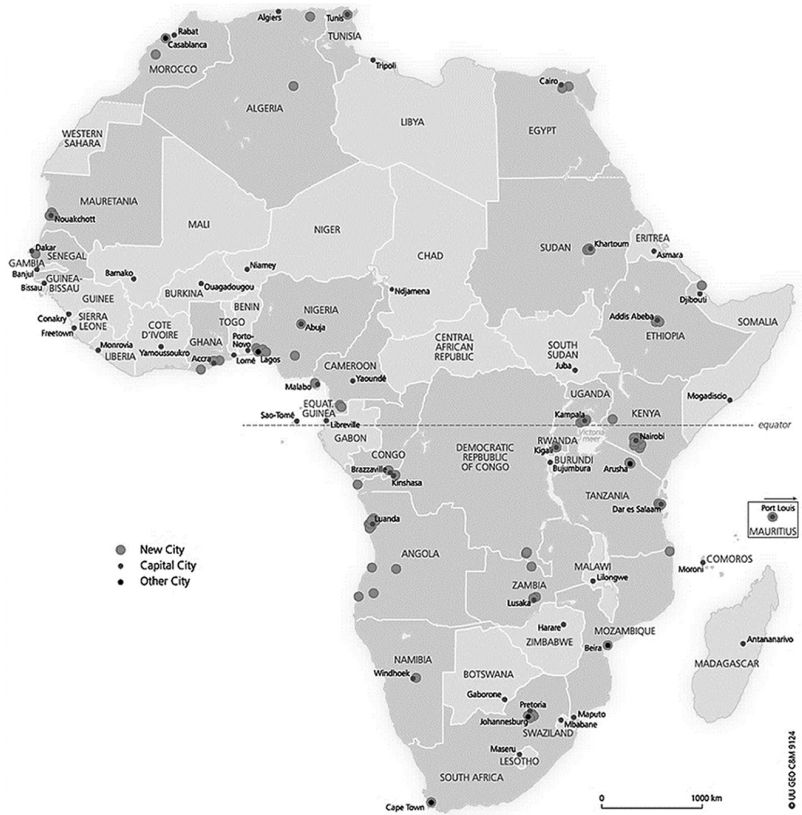 Algiers
Tunis
TUNISIA
Rabat
Casablanca
MOROCCO
Tripoli
Cairo
ALGERIA
LIBYA
EGYPT
WESTERN
SAHARA
MAURETANIA
Nouakchott
MALI
NIGER
CHAD
SUDAN
Khartoum
ERITREA
Asmara
Dakar
SENEGAL
GAMBIA
Banjul
GUINEA-
BISSAU
Bissau
Bamako
Niamey
Ouagadougou
BURKINA
Ndjamena
Djibouti
GUINEE
BENIN
NIGERIA
Abuja
Addis Abeba
ETHIOPIA
SOMALIA
Conakry
SIERRA
LEONE
Freetown
COTE
D'IVOIRE
GHANA
TOGO
Porto-
Novo
CENTRAL
AFRICAN
REPUBLIC
SOUTH
SUDAN
Juba
Monrovia
LIBERIA
Yamoussoukro
Accra
Lomé
Lagos
CAMEROON
Yaoundé
Malabo
UGANDA
KENYA
Mogadiscio
EQUAT.
GUINEA
Kampala
Sao-Tomé
Libreville
equator
GABON
Victoria
meer
Nairobi
DEMOCRATIC
REPUBLIC
OF CONGO
RWANDA
Kigali
CONGO
BURUNDI
Bujumbura
Brazzaville
Kinshasa
Arusha
TANZANIA
Dar es Salaam
Port Louis
MAURITIUS
Luanda
New City
Capital City
Other City
ANGOLA
MALAWI
Lilongwe
COMOROS
Moroni
ZAMBIA
Lusaka
Harare
ZIMBABWE
MOZAMBIQUE
Beira
Antananarivo
MADAGASCAR
NAMIBIA
Windhoek
BOTSWANA
Gaborone
Pretoria
Johannesburg
Maputo
Mbabane
SWAZILAND
Maseru
LESOTHO
SOUTH AFRICA
Cape Town
0
1000 km
© UU GEO C&M 9124